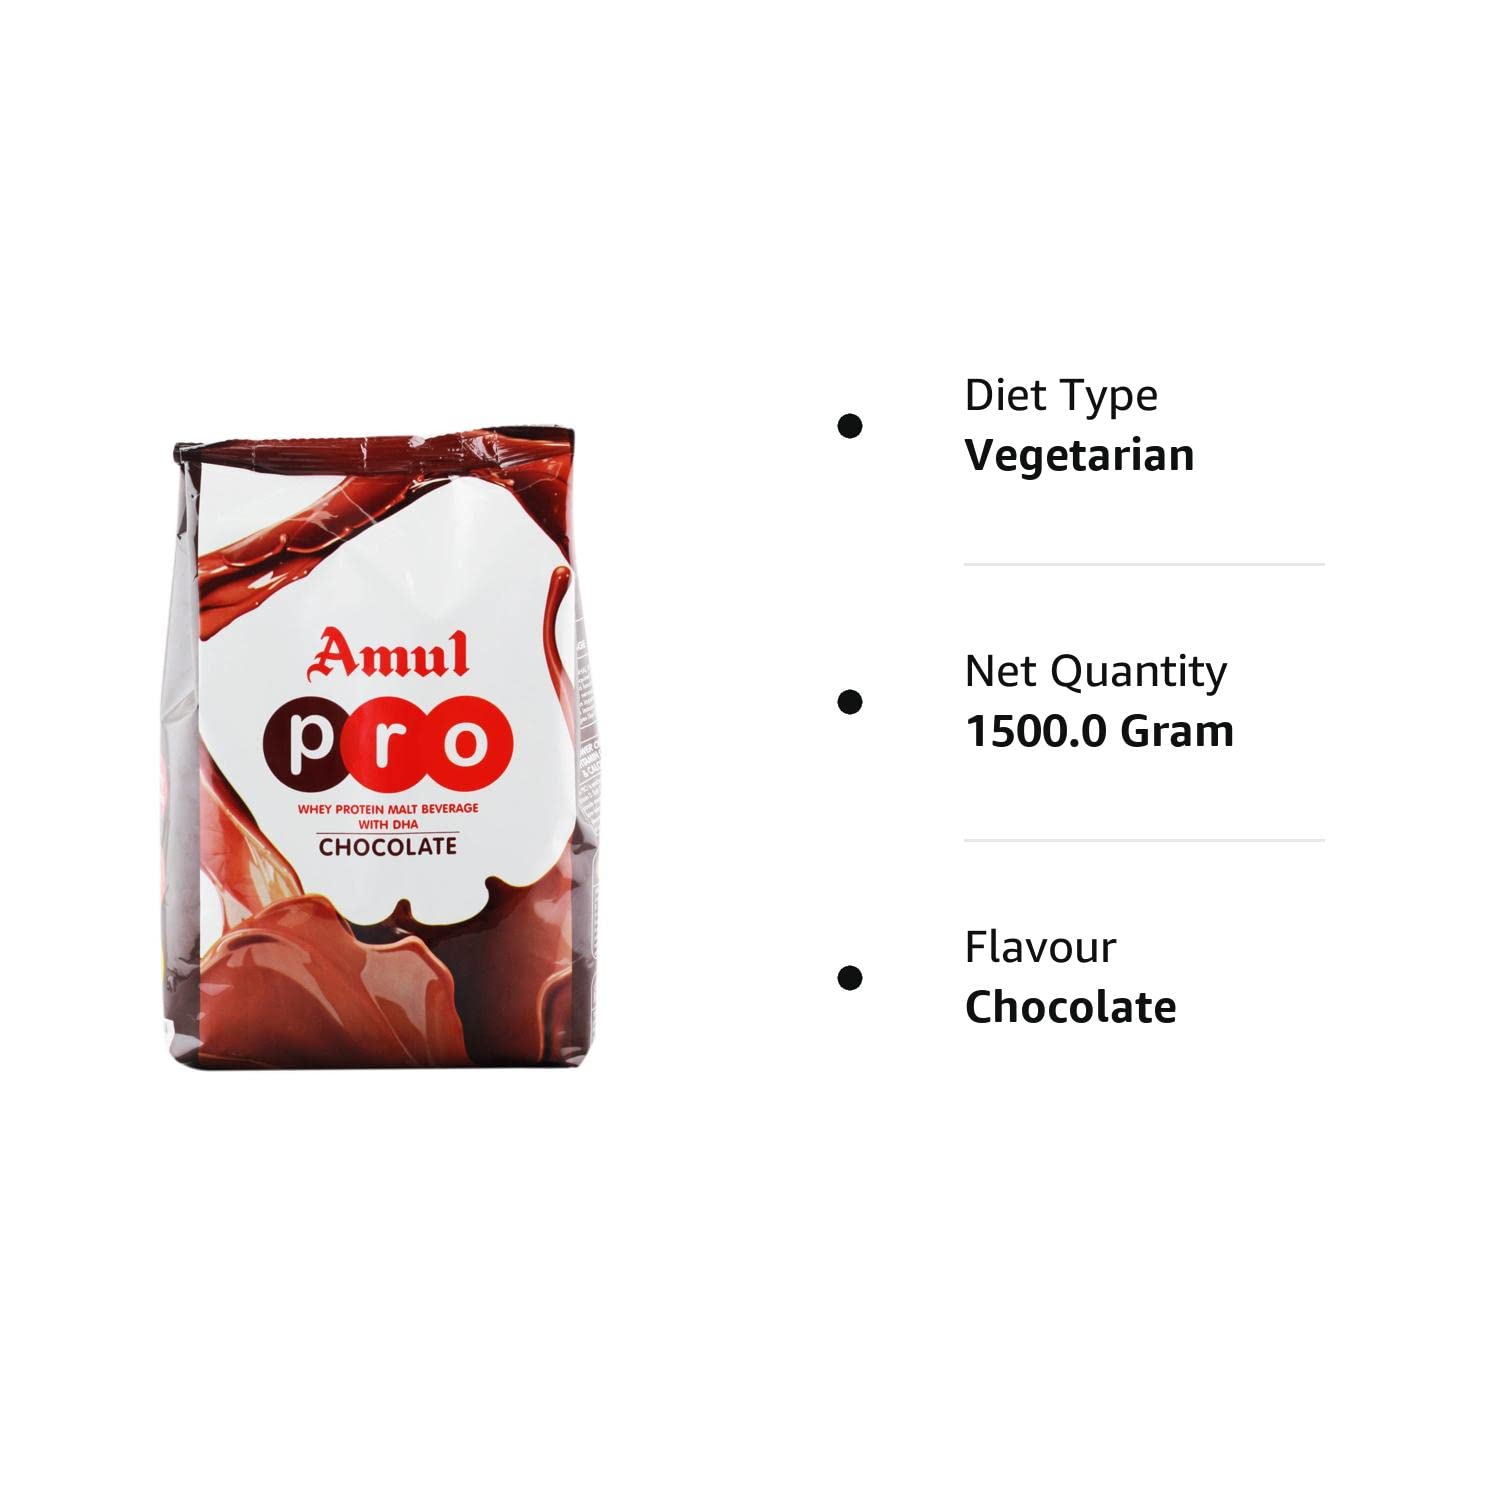 Amul
pro
WHEY PROTEIN MALT BEVERAGE
WITH DHA
CHOCOLATE
Diet Type
Vegetarian
Net Quantity
1500.0 Gram
Flavour
Chocolate